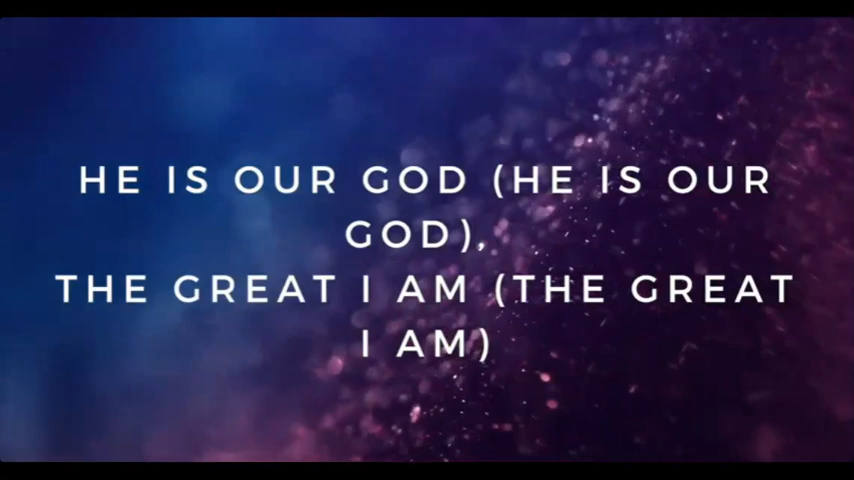 HE IS OUR GOD (HE IS OUR
GOD),
THE GREAT I AM (THE GREAT
I AM)